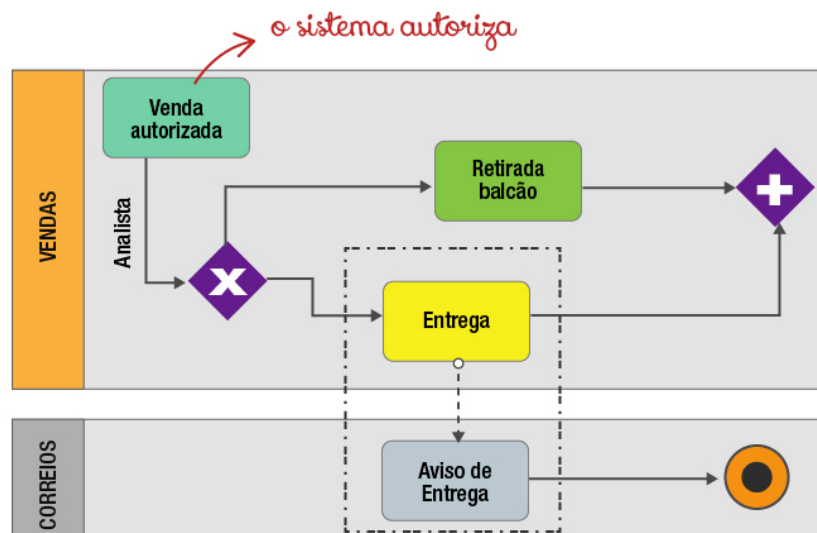 o sistema autoriza
Venda
autorizada
Retirada
balcão
VENDAS
Analista
X
Entrega
CORREIOS
Aviso de
Entrega